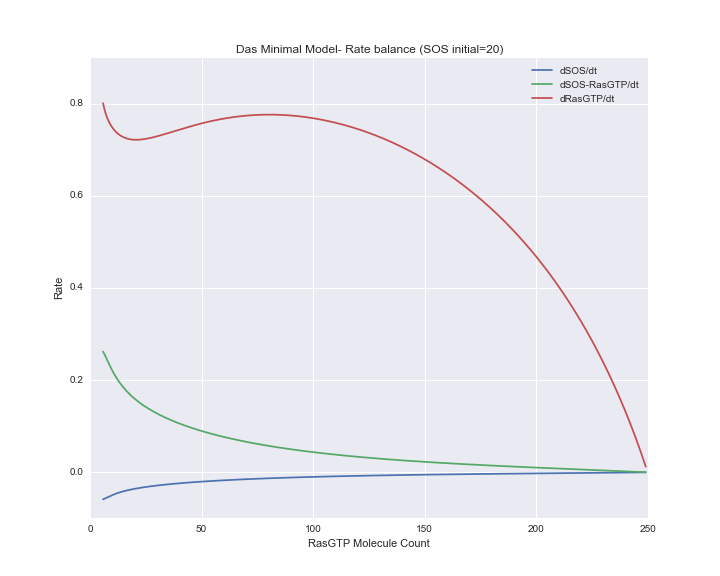 Das Minimal Model- Rate balance (SOS initial=20)
dSOS/dt
dSOS-RasGTP/dt
dRasGTP/dt
0.8
0.6
0.4
0.2
0.0
Rate
0 50 100 150 200 250
RasGTP Molecule Count